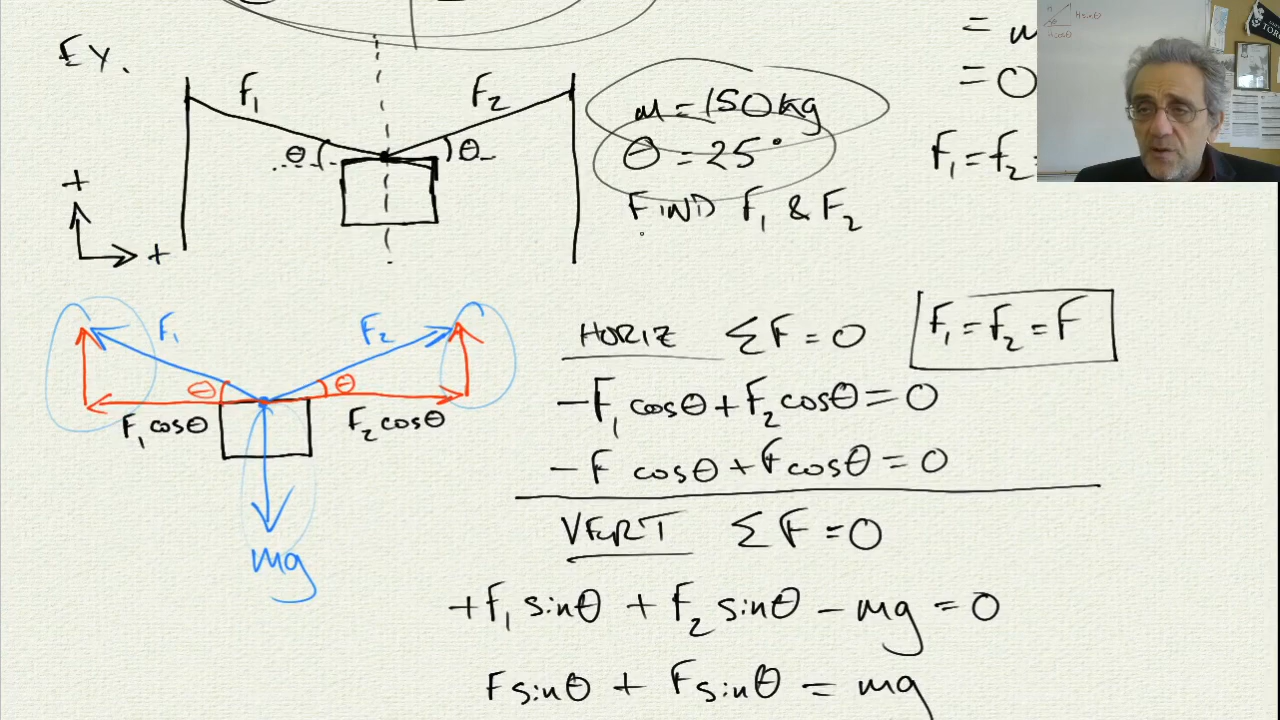 EX.
F₁
F₂
θ
θ
m = 150 kg
θ = 25°
FIND F₁ & F₂
+
+
= m
= 0
F₁ = F₂ =
F₁
F₂
θ
θ
F₁ cosθ
F₂ cosθ
mg
HORIZ ΣF = 0
F₁ = F₂ = F
-F₁ cosθ + F₂ cosθ = 0
-F cosθ + F cosθ = 0
VERT ΣF = 0
+F₁ sinθ + F₂ sinθ - mg = 0
F sinθ + F sinθ = mg